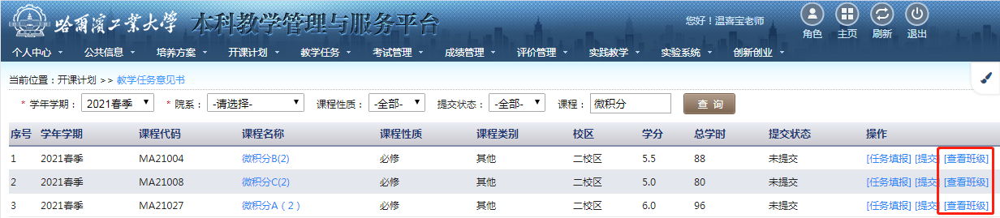 哈爾濱工業大學 本科教学管理与服务平台 您好！温喜宝老师 角色 主页 刷新 退出
个人中心 公共信息 培养方案 开课计划 教学任务 考试管理 成绩管理 评价管理 实践教学 实验系统 创新创业
当前位置：开课计划 >> 教学任务意见书
* 学年学期： 2021春季 * 院系： -请选择- 课程性质： -全部- 提交状态： -全部- 课程： 微积分 查 询
序号 学年学期 课程代码 课程名称 课程性质 课程类别 校区 学分 总学时 提交状态 操作
1 2021春季 MA21004 微积分B(2) 必修 其他 二校区 5.5 88 未提交 [任务填报] [提交] [查看班级]
2 2021春季 MA21008 微积分C(2) 必修 其他 二校区 5.0 80 未提交 [任务填报] [提交] [查看班级]
3 2021春季 MA21027 微积分A（2） 必修 其他 二校区 6.0 96 未提交 [任务填报] [提交] [查看班级]